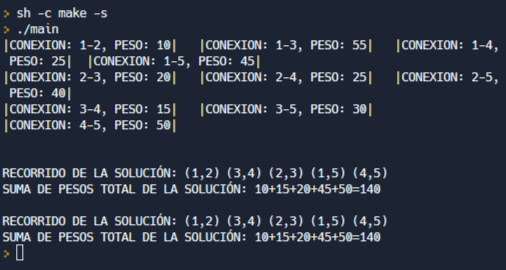 > sh -c make -s
> ./main
|CONEXION: 1-2, PESO: 10|   |CONEXION: 1-3, PESO: 55|   |CONEXION: 1-4,
 PESO: 25|  |CONEXION: 1-5, PESO: 45|
|CONEXION: 2-3, PESO: 20|   |CONEXION: 2-4, PESO: 25|   |CONEXION: 2-5,
 PESO: 40|
|CONEXION: 3-4, PESO: 15|   |CONEXION: 3-5, PESO: 30|
|CONEXION: 4-5, PESO: 50|
RECORRIDO DE LA SOLUCIÓN: (1,2) (3,4) (2,3) (1,5) (4,5)
SUMA DE PESOS TOTAL DE LA SOLUCIÓN: 10+15+20+45+50=140
RECORRIDO DE LA SOLUCIÓN: (1,2) (3,4) (2,3) (1,5) (4,5)
SUMA DE PESOS TOTAL DE LA SOLUCIÓN: 10+15+20+45+50=140
>